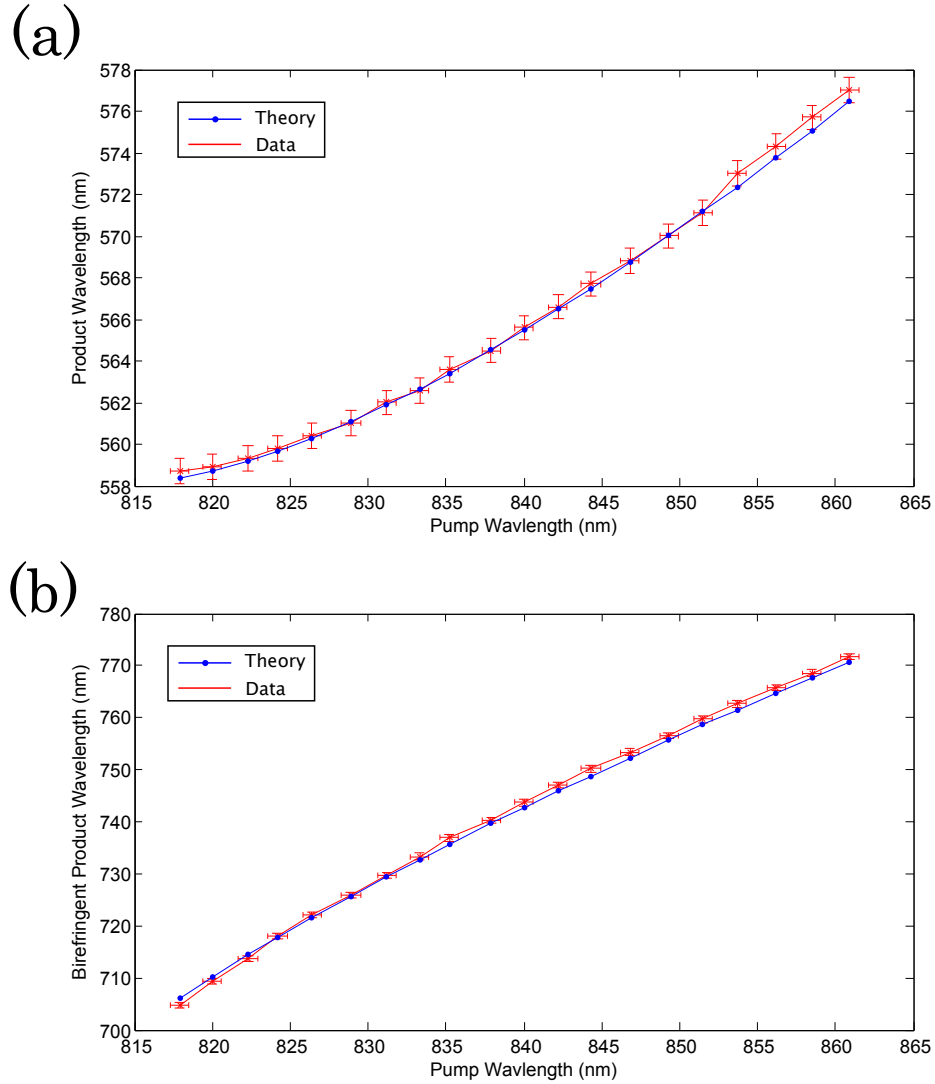 (a)
578
576
574
572
570
568
566
564
562
560
558
Product Wavelength (nm)
Theory
Data
815 820 825 830 835 840 845 850 855 860 865
Pump Wavlength (nm)
(b)
780
770
760
750
740
730
720
710
700
Birefringent Product Wavelength (nm)
Theory
Data
815 820 825 830 835 840 845 850 855 860 865
Pump Wavlength (nm)